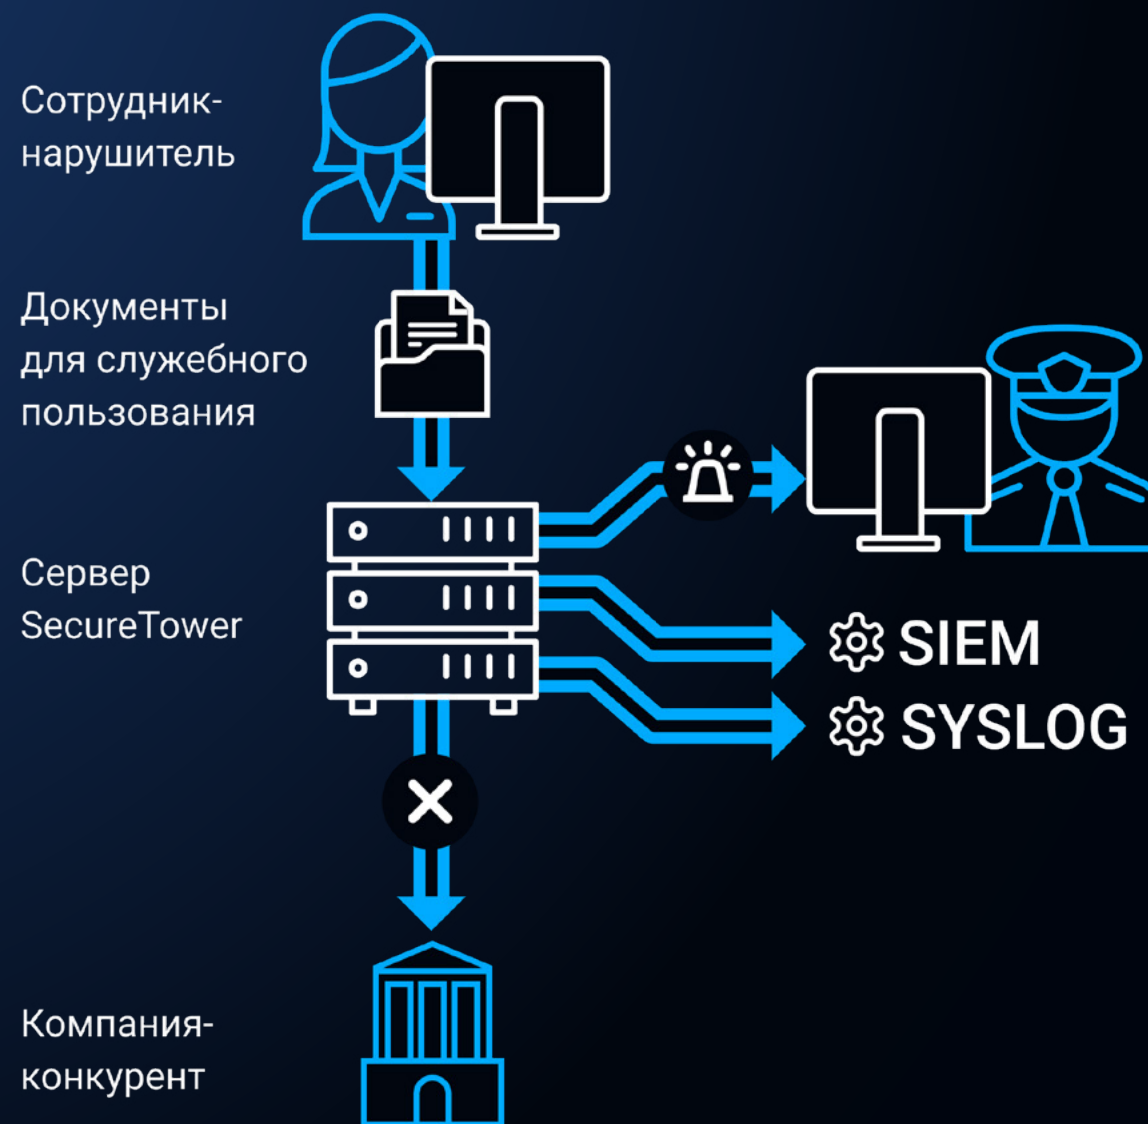 Сотрудник-
нарушитель
Документы
для служебного
пользования
Сервер
SecureTower
SIEM
SYSLOG
Компания-
конкурент